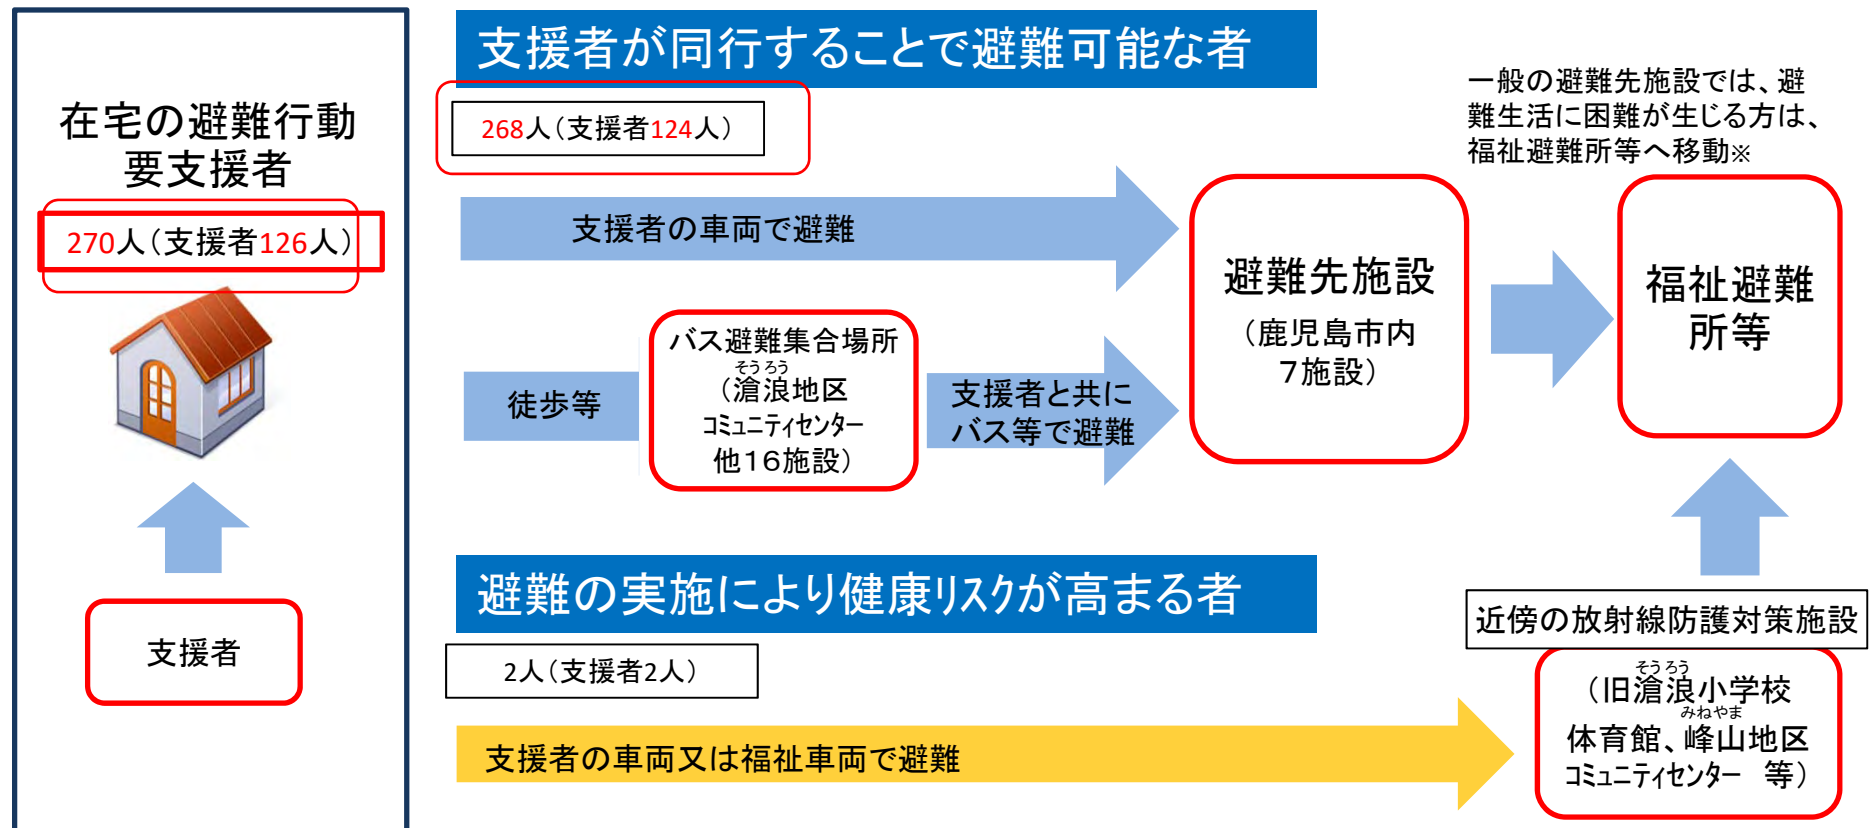 在宅の避難行動
要支援者
270人（支援者126人）
支援者
支援者が同行することで避難可能な者
268人（支援者124人）
支援者の車両で避難
徒歩等
バス避難集合場所
そうろう
（滄浪地区
コミュニティセンター
他１６施設）
支援者と共に
バス等で避難
避難先施設
（鹿児島市内
７施設）
一般の避難先施設では、避
難生活に困難が生じる方は、
福祉避難所等へ移動※
福祉避難
所等
避難の実施により健康リスクが高まる者
2人（支援者2人）
支援者の車両又は福祉車両で避難
近傍の放射線防護対策施設
そうろう
（旧滄浪小学校
みねやま
体育館、峰山地区
コミュニティセンター　等）